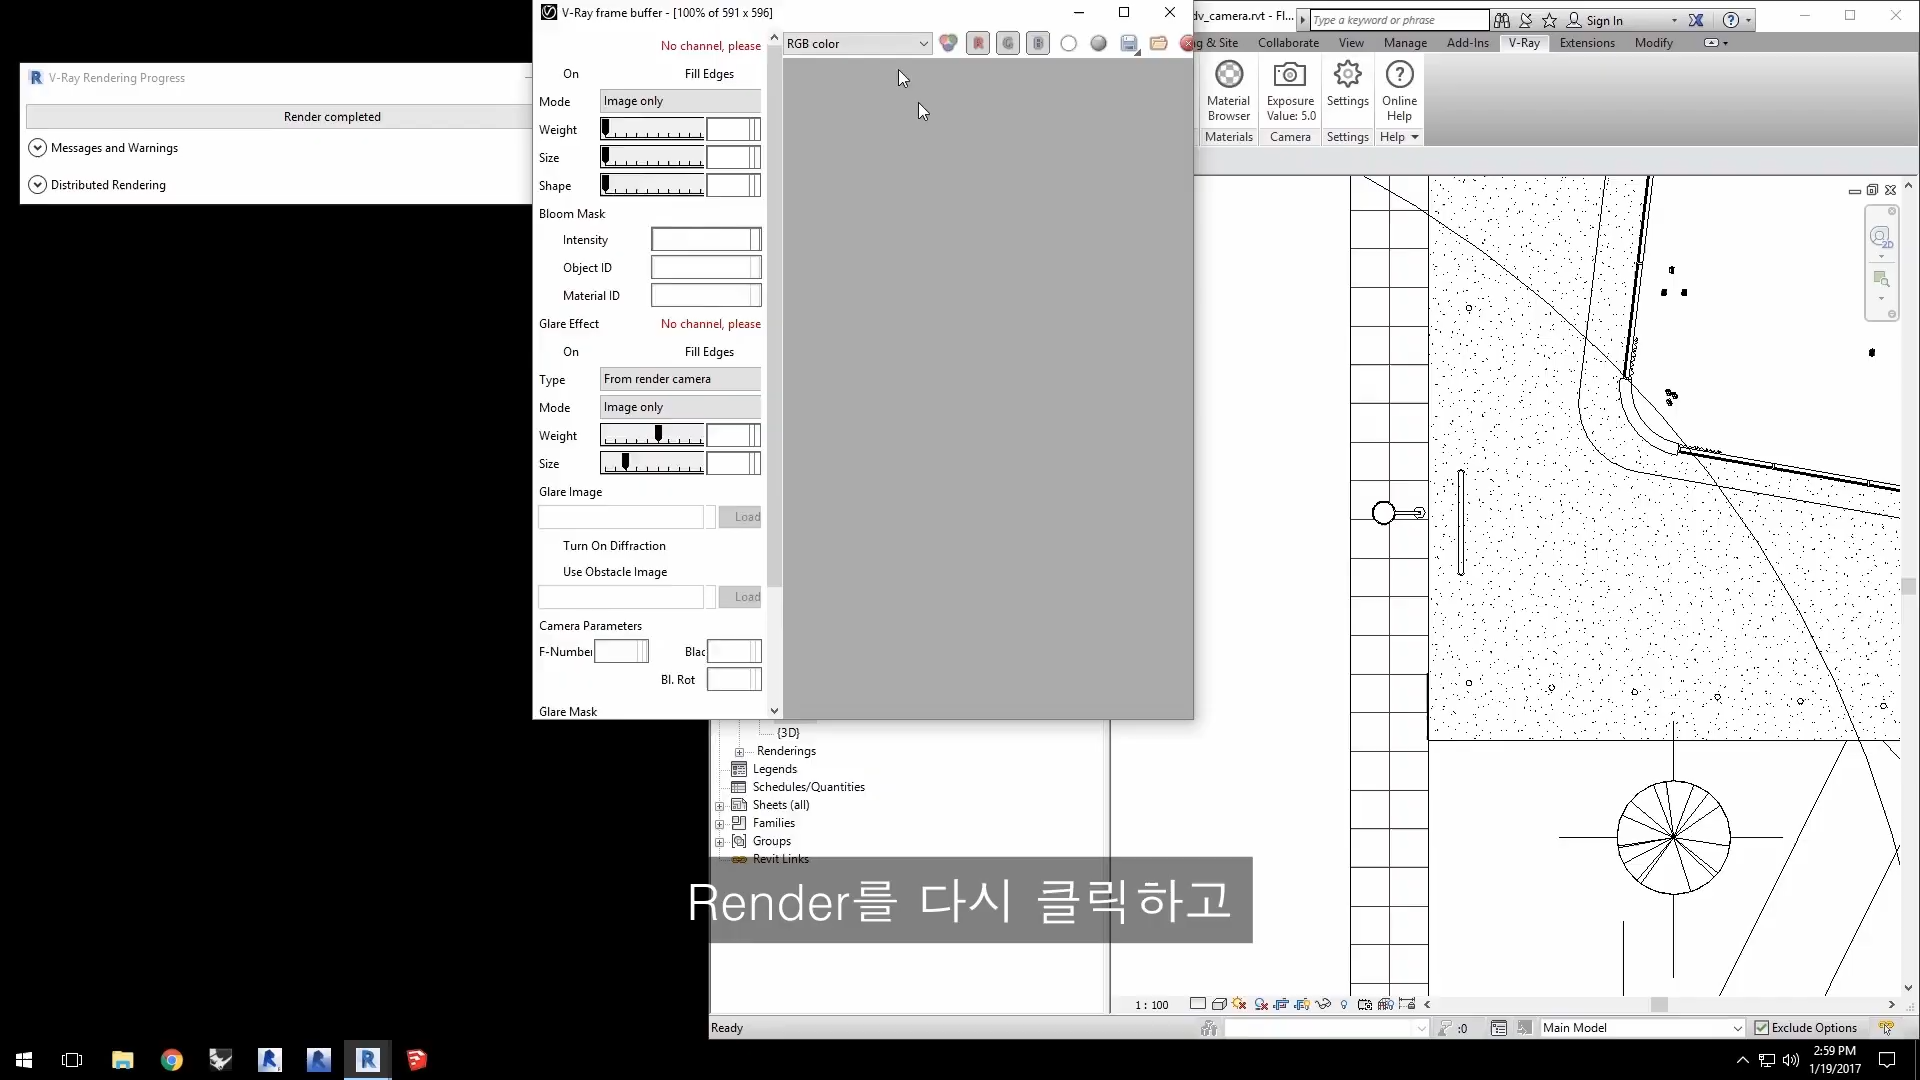 V-Ray frame buffer - [100% of 591 x 596]
dv_camera.rvt - Fl...
Type a keyword or phrase
Sign In
V-Ray Rendering Progress
Render completed
Messages and Warnings
Distributed Rendering
No channel, please
On
Fill Edges
Mode
Image only
Weight
Size
Shape
Bloom Mask
Intensity
Object ID
Material ID
Glare Effect
No channel, please
On
Fill Edges
Type
From render camera
Mode
Image only
Weight
Size
Glare Image
Load
Turn On Diffraction
Use Obstacle Image
Load
Camera Parameters
F-Number
Blac
Bl. Rot
Glare Mask
RGB color
R
G
B
g & Site
Collaborate
View
Manage
Add-Ins
V-Ray
Extensions
Modify
Material
Browser
Exposure
Value: 5.0
Settings
Online
Help
Materials
Camera
Settings
Help
2D
{3D}
Renderings
Legends
Schedules/Quantities
Sheets (all)
Families
Groups
Revit Links
Render를 다시 클릭하고
1 : 100
Ready
:0
Main Model
Exclude Options
2:59 PM
1/19/2017